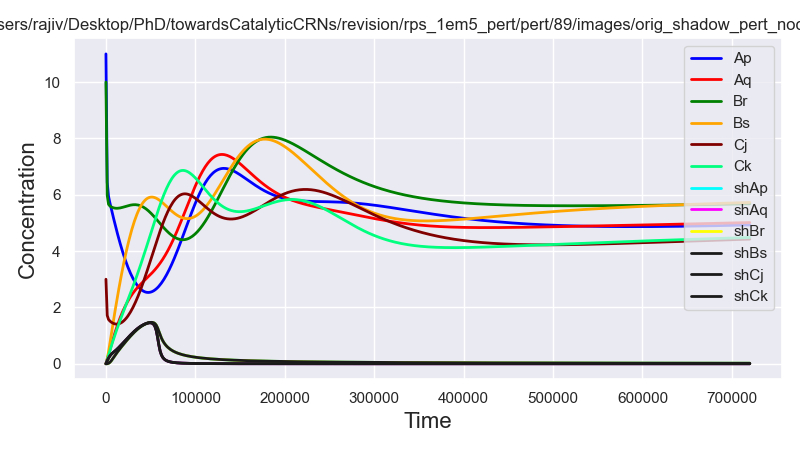 sers/rajiv/Desktop/PhD/towardsCatalyticCRNs/revision/rps_1em5_pert/pert/89/images/orig_shadow_pert_noc
Concentration
10
8
6
4
2
0
0 100000 200000 300000 400000 500000 600000 700000
Time
Ap
Aq
Br
Bs
Cj
Ck
shAp
shAq
shBr
shBs
shCj
shCk